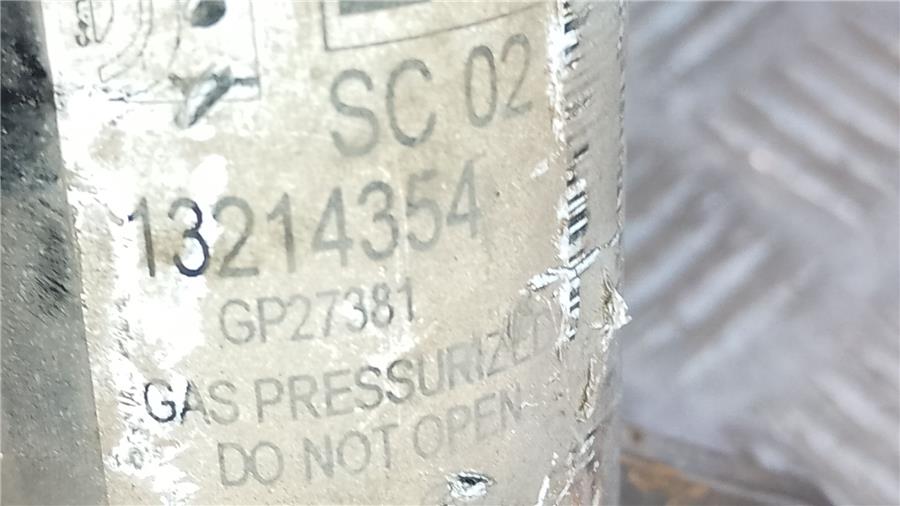 SC 02
13214354
GP27381
GAS PRESSURIZED
DO NOT OPEN